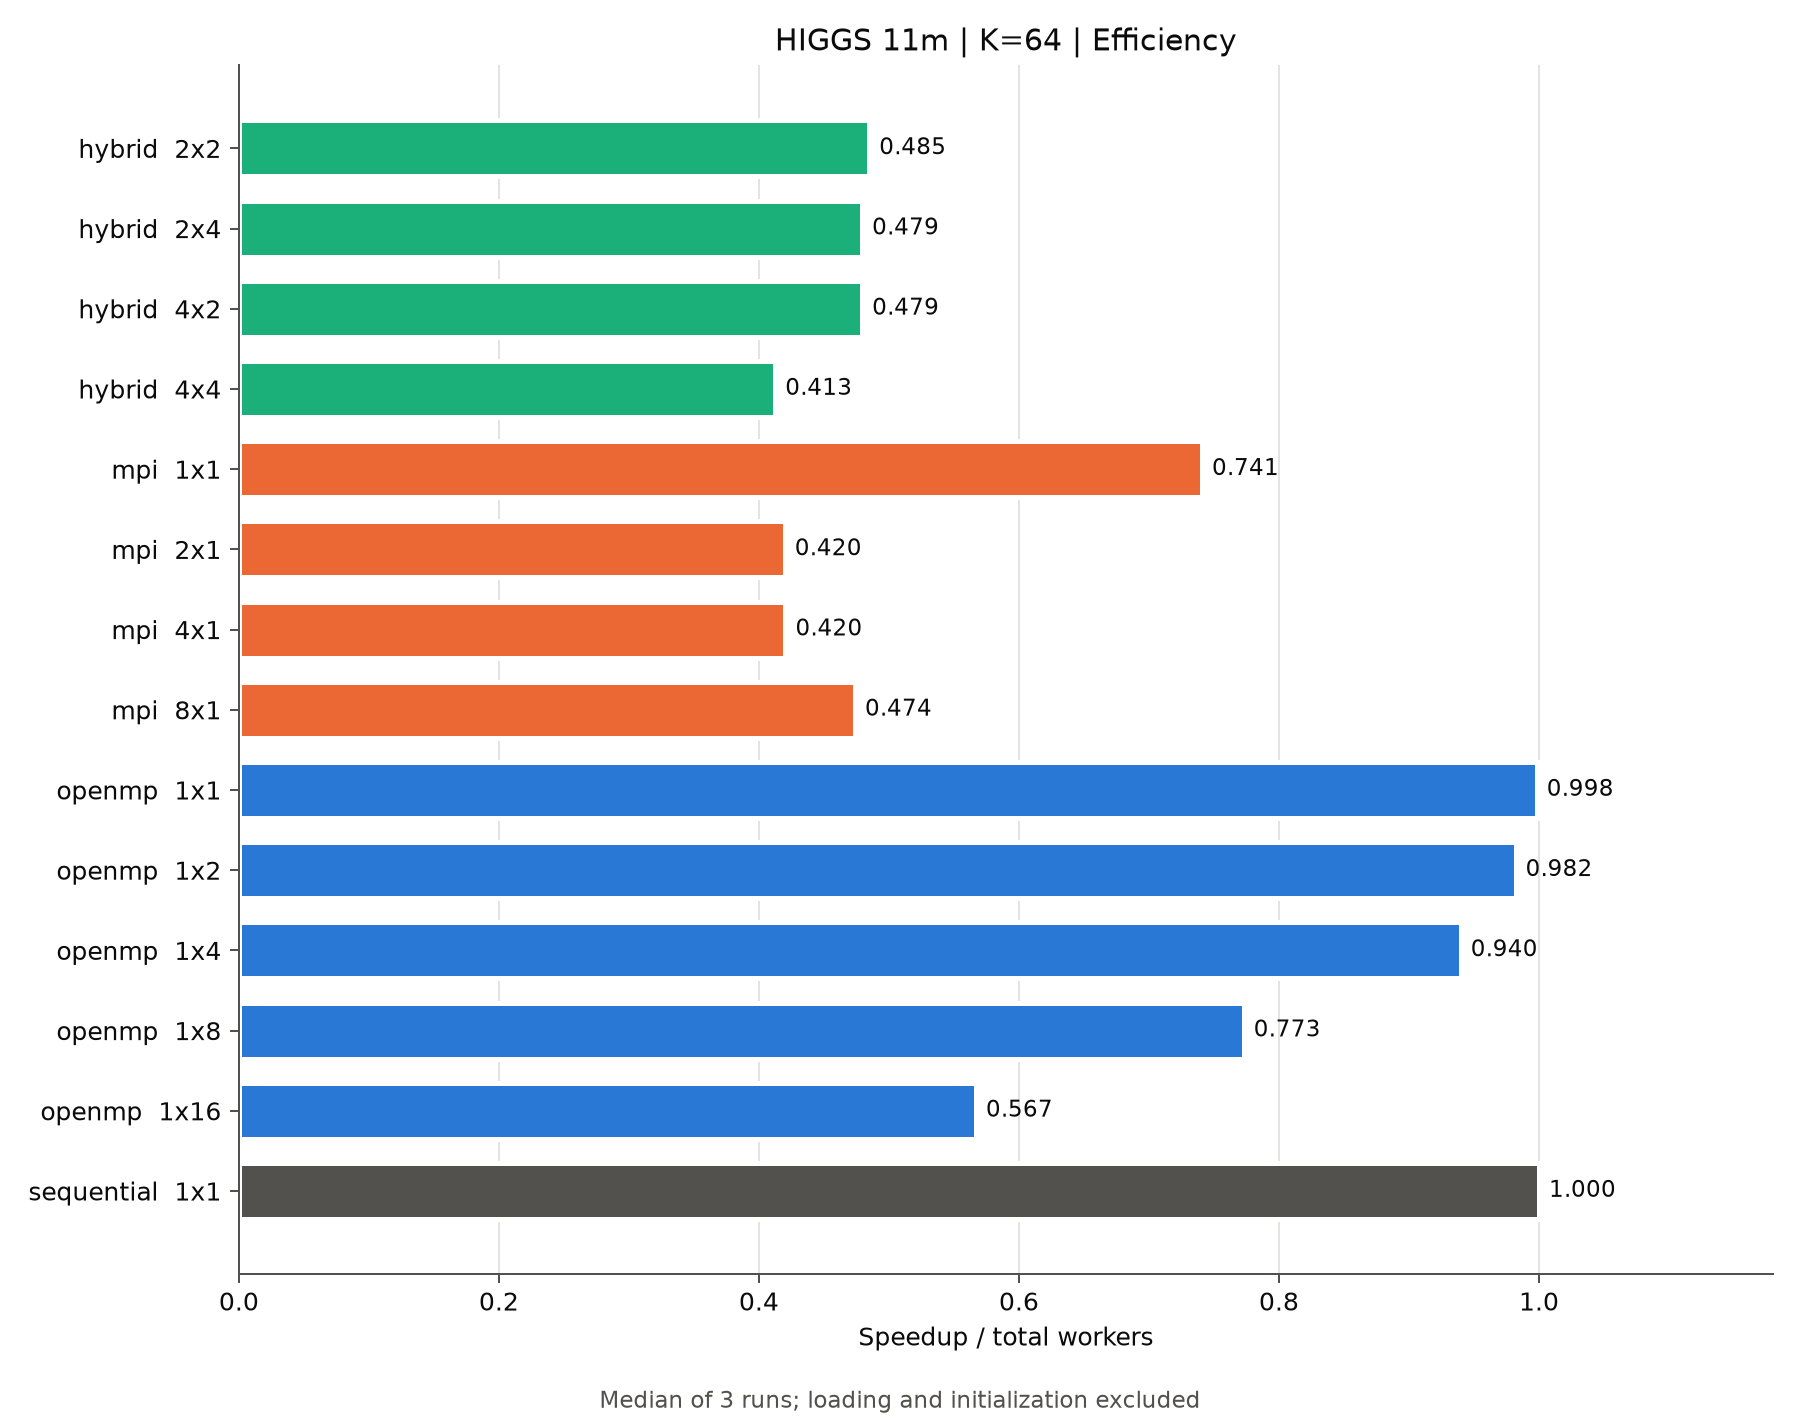 HIGGS 11m | K=64 | Efficiency
hybrid 2x2 0.485
hybrid 2x4 0.479
hybrid 4x2 0.479
hybrid 4x4 0.413
mpi 1x1 0.741
mpi 2x1 0.420
mpi 4x1 0.420
mpi 8x1 0.474
openmp 1x1 0.998
openmp 1x2 0.982
openmp 1x4 0.940
openmp 1x8 0.773
openmp 1x16 0.567
sequential 1x1 1.000
0.0 0.2 0.4 0.6 0.8 1.0
Speedup / total workers
Median of 3 runs; loading and initialization excluded